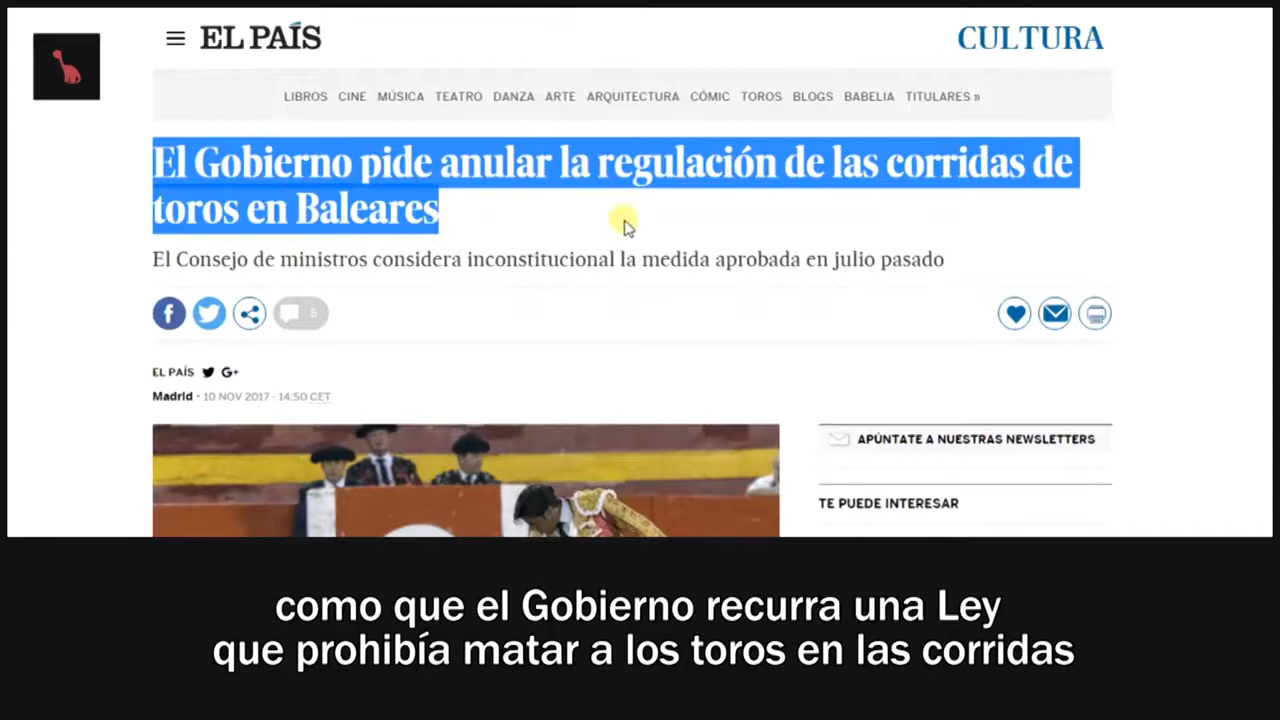 EL PAÍS
CULTURA
LIBROS CINE MÚSICA TEATRO DANZA ARTE ARQUITECTURA CÓMIC TOROS BLOGS BABELIA TITULARES »
El Gobierno pide anular la regulación de las corridas de
toros en Baleares
El Consejo de ministros considera inconstitucional la medida aprobada en julio pasado
5
EL PAÍS G+
Madrid - 10 NOV 2017 - 14:50 CET
APÚNTATE A NUESTRAS NEWSLETTERS
TE PUEDE INTERESAR
como que el Gobierno recurra una Ley
que prohibía matar a los toros en las corridas